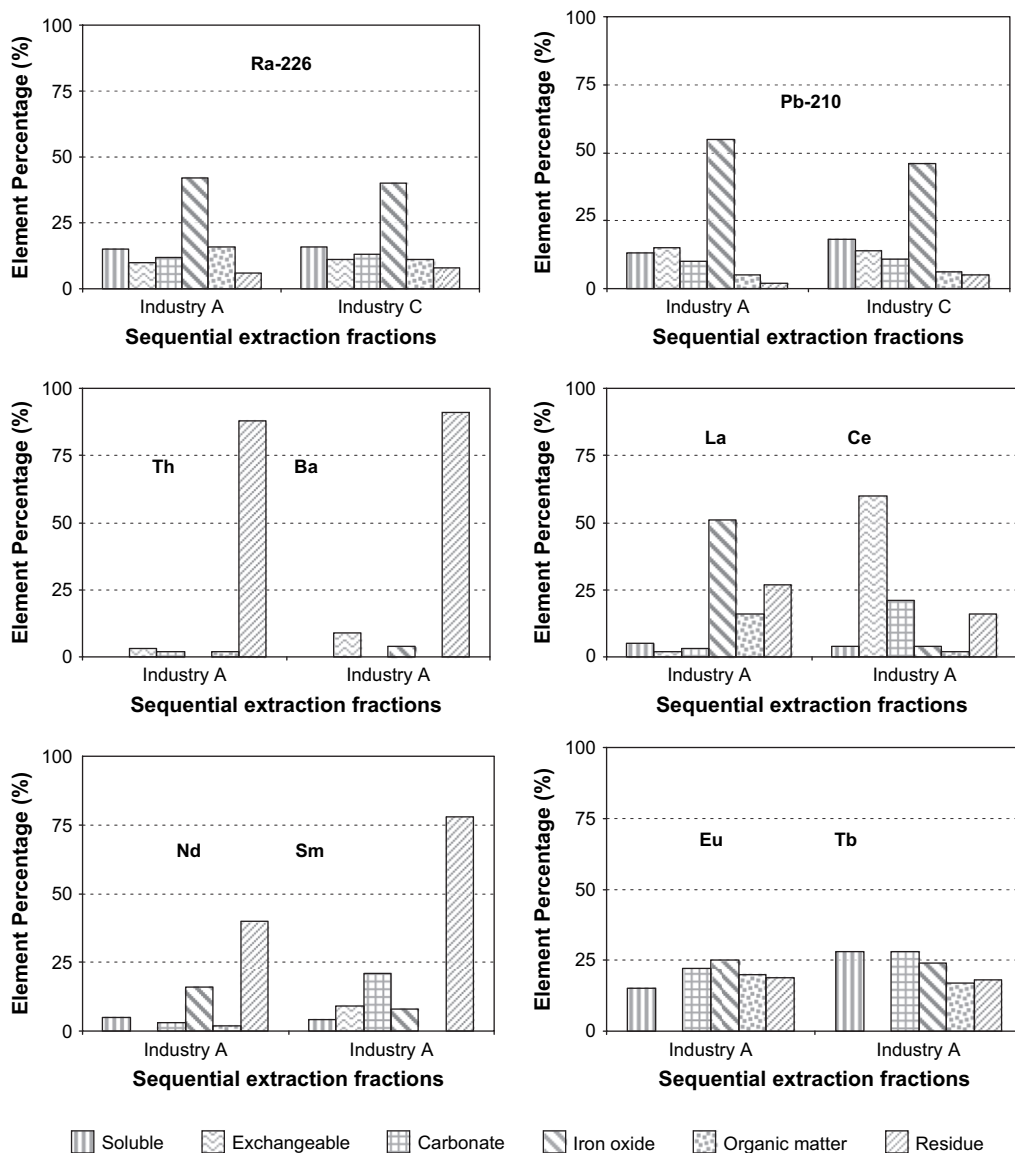 Element Percentage (%)
100
75
50
25
0
Ra-226
Industry A
Industry C
Sequential extraction fractions
Element Percentage (%)
100
75
50
25
0
Pb-210
Industry A
Industry C
Sequential extraction fractions
Element Percentage (%)
100
75
50
25
0
Th
Ba
Industry A
Industry A
Sequential extraction fractions
Element Percentage (%)
100
75
50
25
0
La
Ce
Industry A
Industry A
Sequential extraction fractions
Element Percentage (%)
100
75
50
25
0
Nd
Sm
Industry A
Industry A
Sequential extraction fractions
Element Percentage (%)
100
75
50
25
0
Eu
Tb
Industry A
Industry A
Sequential extraction fractions
Soluble Exchangeable Carbonate Iron oxide Organic matter Residue